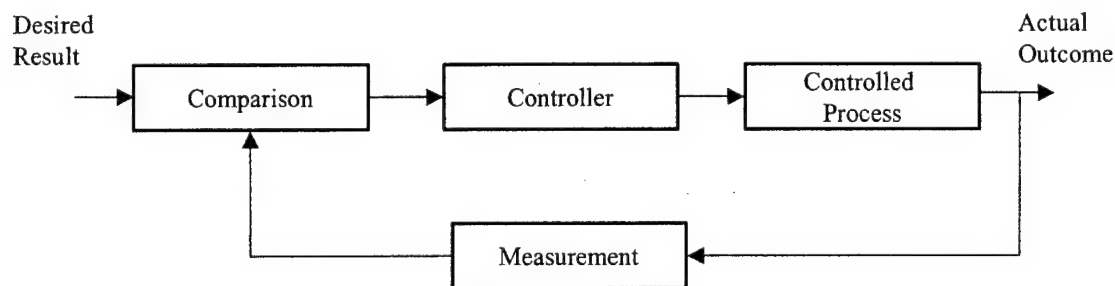 Desired
Result
Actual
Outcome
Comparison
Controller
Controlled
Process
Measurement